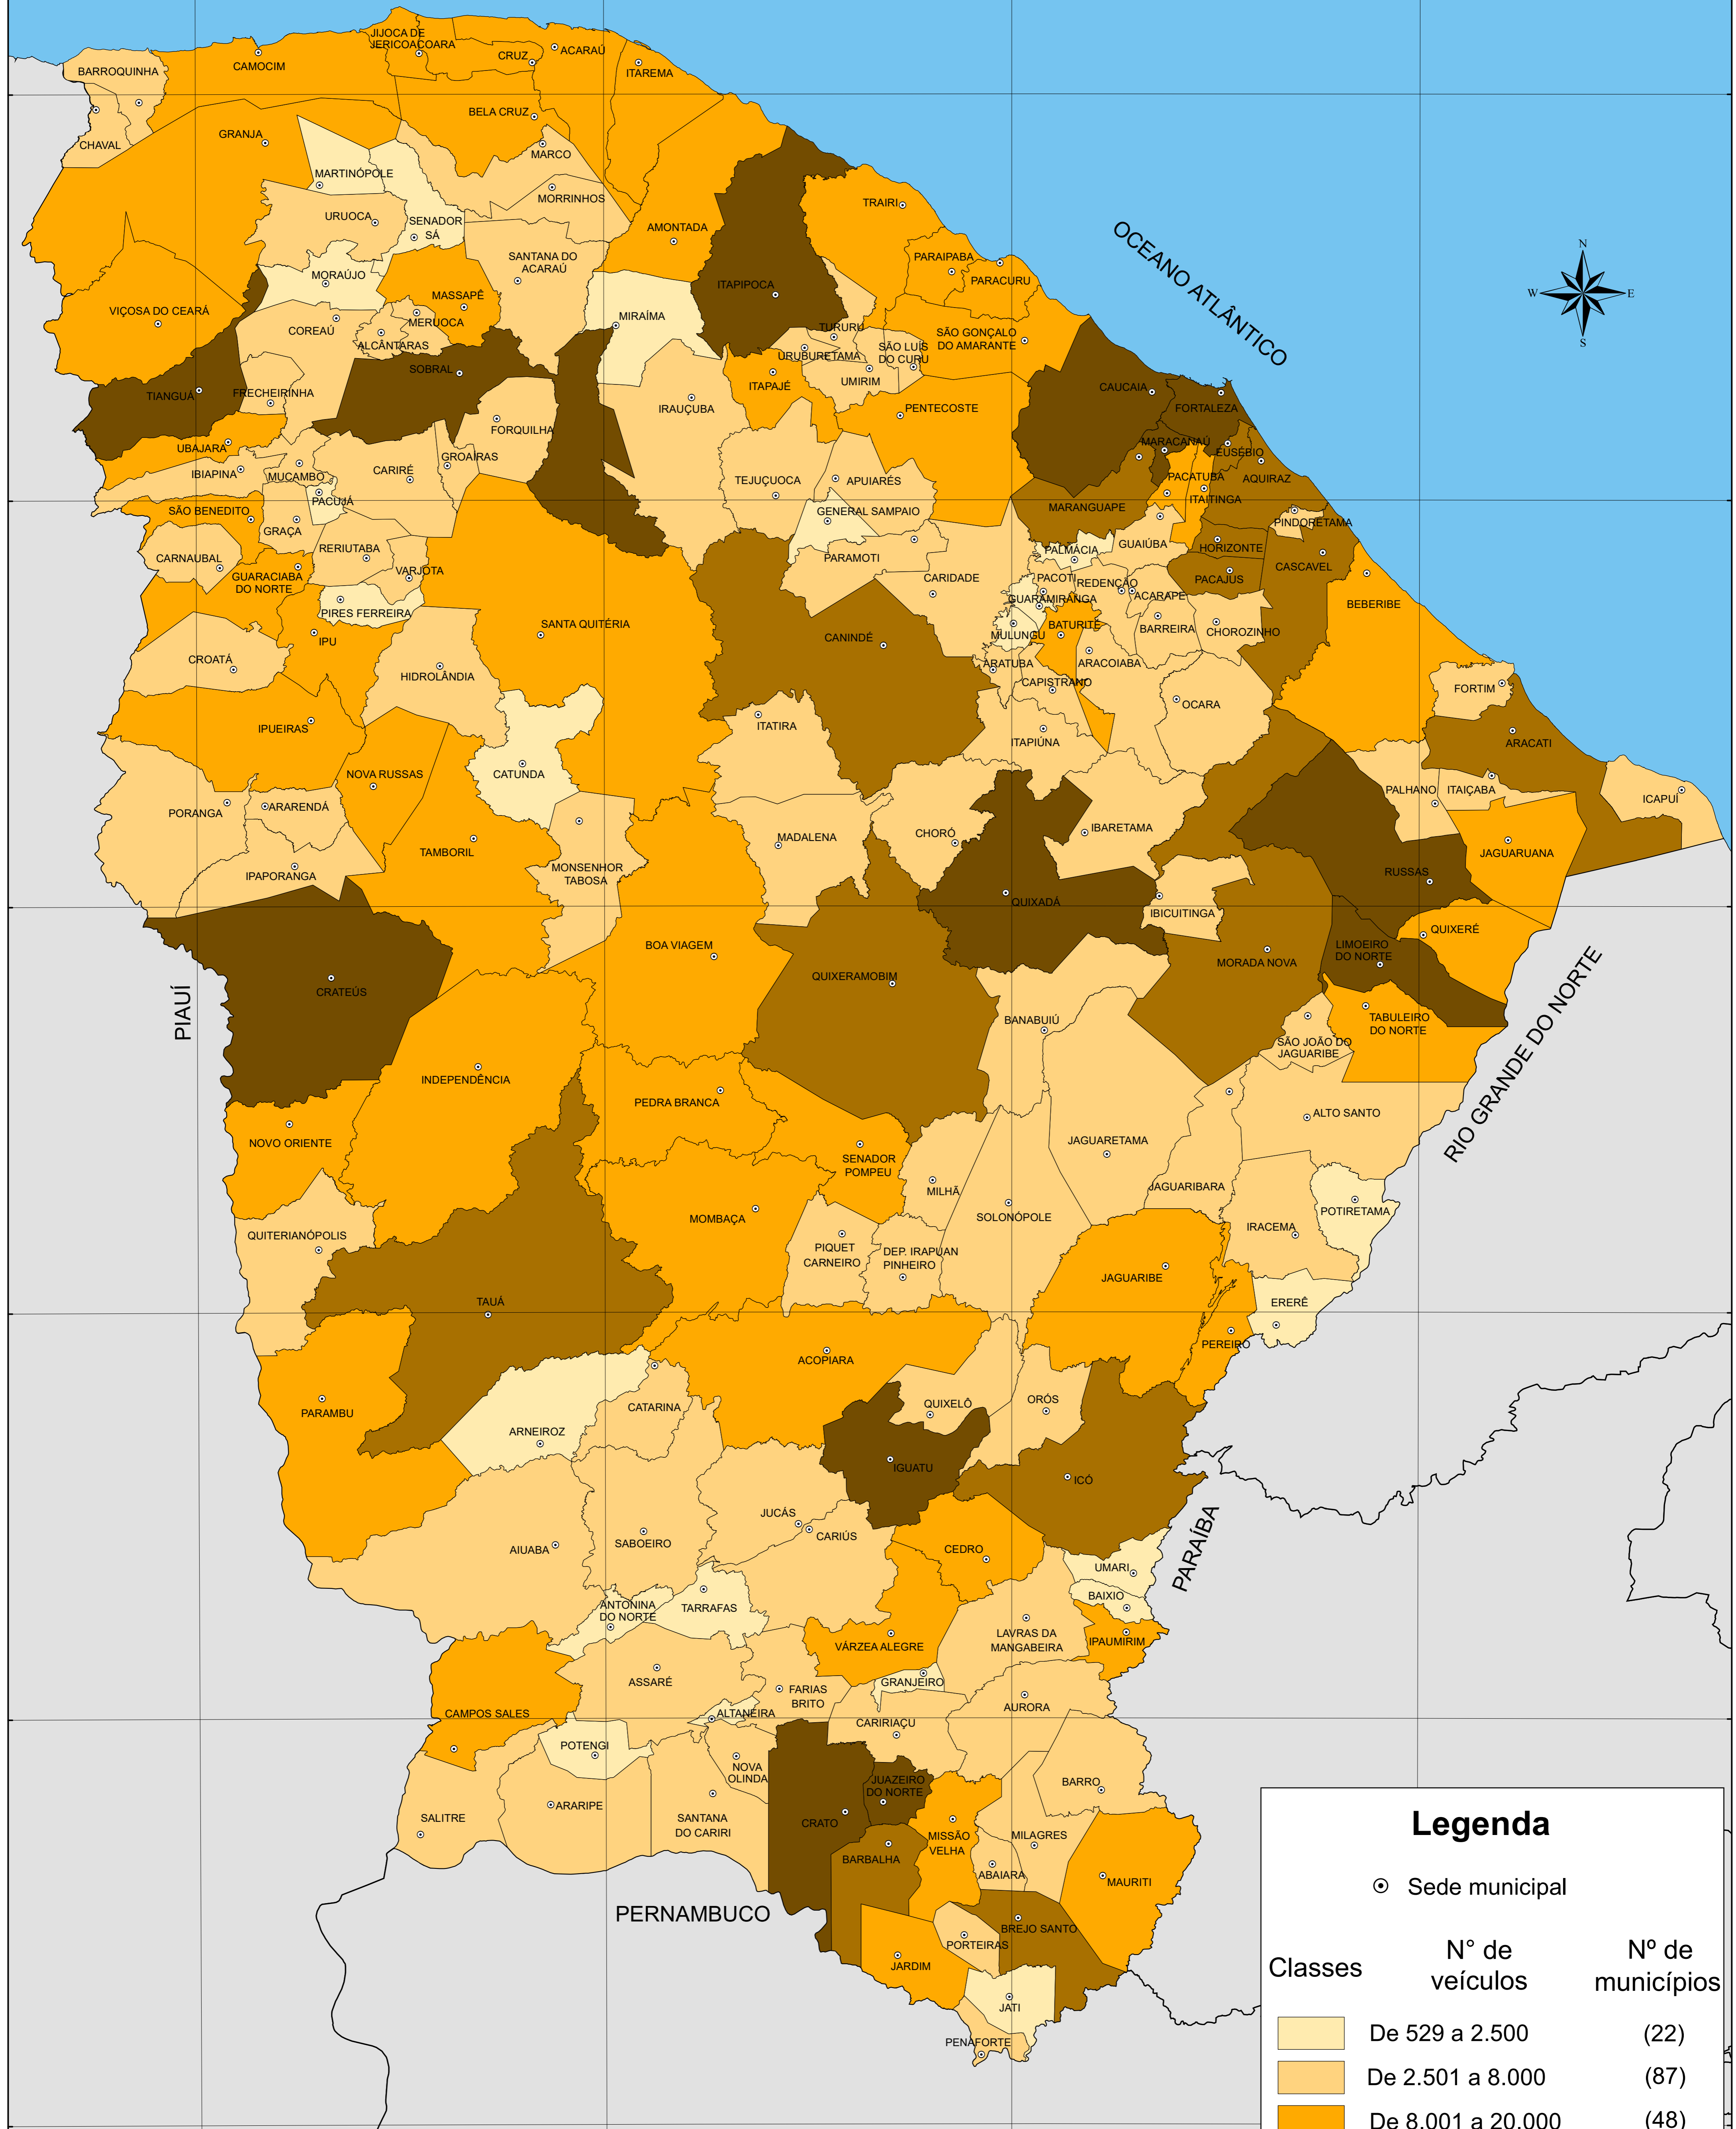 JIJOCA DE
JERICOACOARA
CRUZ
ACARAÚ
ITAREMA
BARROQUINHA
CAMOCIM
BELA CRUZ
CHAVAL
GRANJA
MARCO
MARTINÓPOLE
MORRINHOS
URUOCA
SENADOR
SÁ
TRAIRI
AMONTADA
OCEANO ATLÂNTICO
N
W
E
S
SANTANA DO
ACARAÚ
PARAIPABA
PARACURU
MORAÚJO
ITAPIPOCA
MASSAPÊ
VIÇOSA DO CEARÁ
MERUOCA
MIRAÍMA
COREAÚ
ALCÂNTARAS
TURURU
SÃO GONÇALO
DO AMARANTE
URUBURETAMA
SÃO LUÍS
DO CURU
SOBRAL
UMIRIM
ITAPAJÉ
TIANGUÁ
FRECHEIRINHA
IRAUÇUBA
PENTECOSTE
CAUCAIA
FORTALEZA
FORQUILHA
UBAJARA
MARACANAÚ
EUSÉBIO
GROAÍRAS
IBIAPINA
MUCAMBO
CARIRÉ
TEJUÇUOCA
APUIARÉS
PACATUBA
AQUIRAZ
PACUJÁ
ITAITINGA
SÃO BENEDITO
GENERAL SAMPAIO
MARANGUAPE
PINDORETAMA
GRAÇA
CARNAUBAL
RERIUTABA
PARAMOTI
PALMÁCIA
GUAIÚBA
HORIZONTE
VARJOTA
GUARACIABA
DO NORTE
CARIDADE
PACOTI
REDENÇÃO
PACAJUS
CASCAVEL
GUARAMIRANGA
ACARAPE
BEBERIBE
PIRES FERREIRA
MULUNGU
BATURITÉ
BARREIRA
CHOROZINHO
SANTA QUITÉRIA
IPU
CANINDÉ
CROATÁ
ARATUBA
ARACOIABA
HIDROLÂNDIA
CAPISTRANO
FORTIM
OCARA
IPUEIRAS
ITATIRA
ITAPIÚNA
ARACATI
NOVA RUSSAS
CATUNDA
PALHANO
ITAIÇABA
ICAPUÍ
PORANGA
ARARENDÁ
IBARETAMA
MADALENA
CHORÓ
TAMBORIL
JAGUARUANA
MONSENHOR
TABOSA
IPAPORANGA
RUSSAS
QUIXADÁ
IBICUITINGA
QUIXERÉ
BOA VIAGEM
LIMOEIRO
DO NORTE
MORADA NOVA
QUIXERAMOBIM
CRATEÚS
PIAUÍ
BANABUIÚ
TABULEIRO
DO NORTE
SÃO JOÃO DO
JAGUARIBE
RIO GRANDE DO NORTE
INDEPENDÊNCIA
PEDRA BRANCA
ALTO SANTO
NOVO ORIENTE
JAGUARETAMA
SENADOR
POMPEU
JAGUARIBARA
MILHÃ
MOMBAÇA
SOLONÓPOLE
POTIRETAMA
IRACEMA
QUITERIANÓPOLIS
PIQUET
CARNEIRO
DEP. IRAPUAN
PINHEIRO
JAGUARIBE
TAUÁ
ERERÊ
PEREIRO
ACOPIARA
PARAMBU
CATARINA
QUIXELÔ
ORÓS
ARNEIROZ
IGUATU
ICÓ
JUCÁS
CARIÚS
AIUABA
SABOEIRO
CEDRO
PARAÍBA
UMARI
BAIXIO
ANTONINA
DO NORTE
TARRAFAS
LAVRAS DA
MANGABEIRA
IPAUMIRIM
VÁRZEA ALEGRE
ASSARÉ
GRANJEIRO
FARIAS
BRITO
AURORA
CAMPOS SALES
ALTANEIRA
CARIRIAÇU
POTENGI
NOVA
OLINDA
JUAZEIRO
DO NORTE
BARRO
ARARIPE
SALITRE
SANTANA
DO CARIRI
CRATO
MISSÃO
VELHA
MILAGRES
BARBALHA
ABAIARA
MAURITI
PERNAMBUCO
BREJO SANTO
PORTEIRAS
JARDIM
JATI
PENAFORTE
Legenda
Sede municipal
Classes
N° de
veículos
Nº de
municípios
De 529 a 2.500 (22)
De 2.501 a 8.000 (87)
De 8.001 a 20.000 (48)